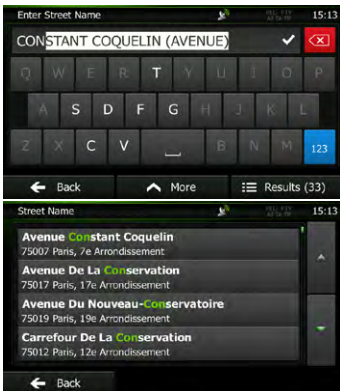 Enter Street Name 15:13
CONSTANT COQUELIN (AVENUE)
Q W E R T Y U I O P
A S D F G H J K L
Z X C V B N M 123
Back More Results (33)
Street Name 15:13
Avenue Constant Coquelin
75007 Paris, 7e Arrondissement
Avenue De La Conservation
75017 Paris, 17e Arrondissement
Avenue Du Nouveau-Conservatoire
75019 Paris, 19e Arrondissement
Carrefour De La Conservation
75012 Paris, 12e Arrondissement
Back